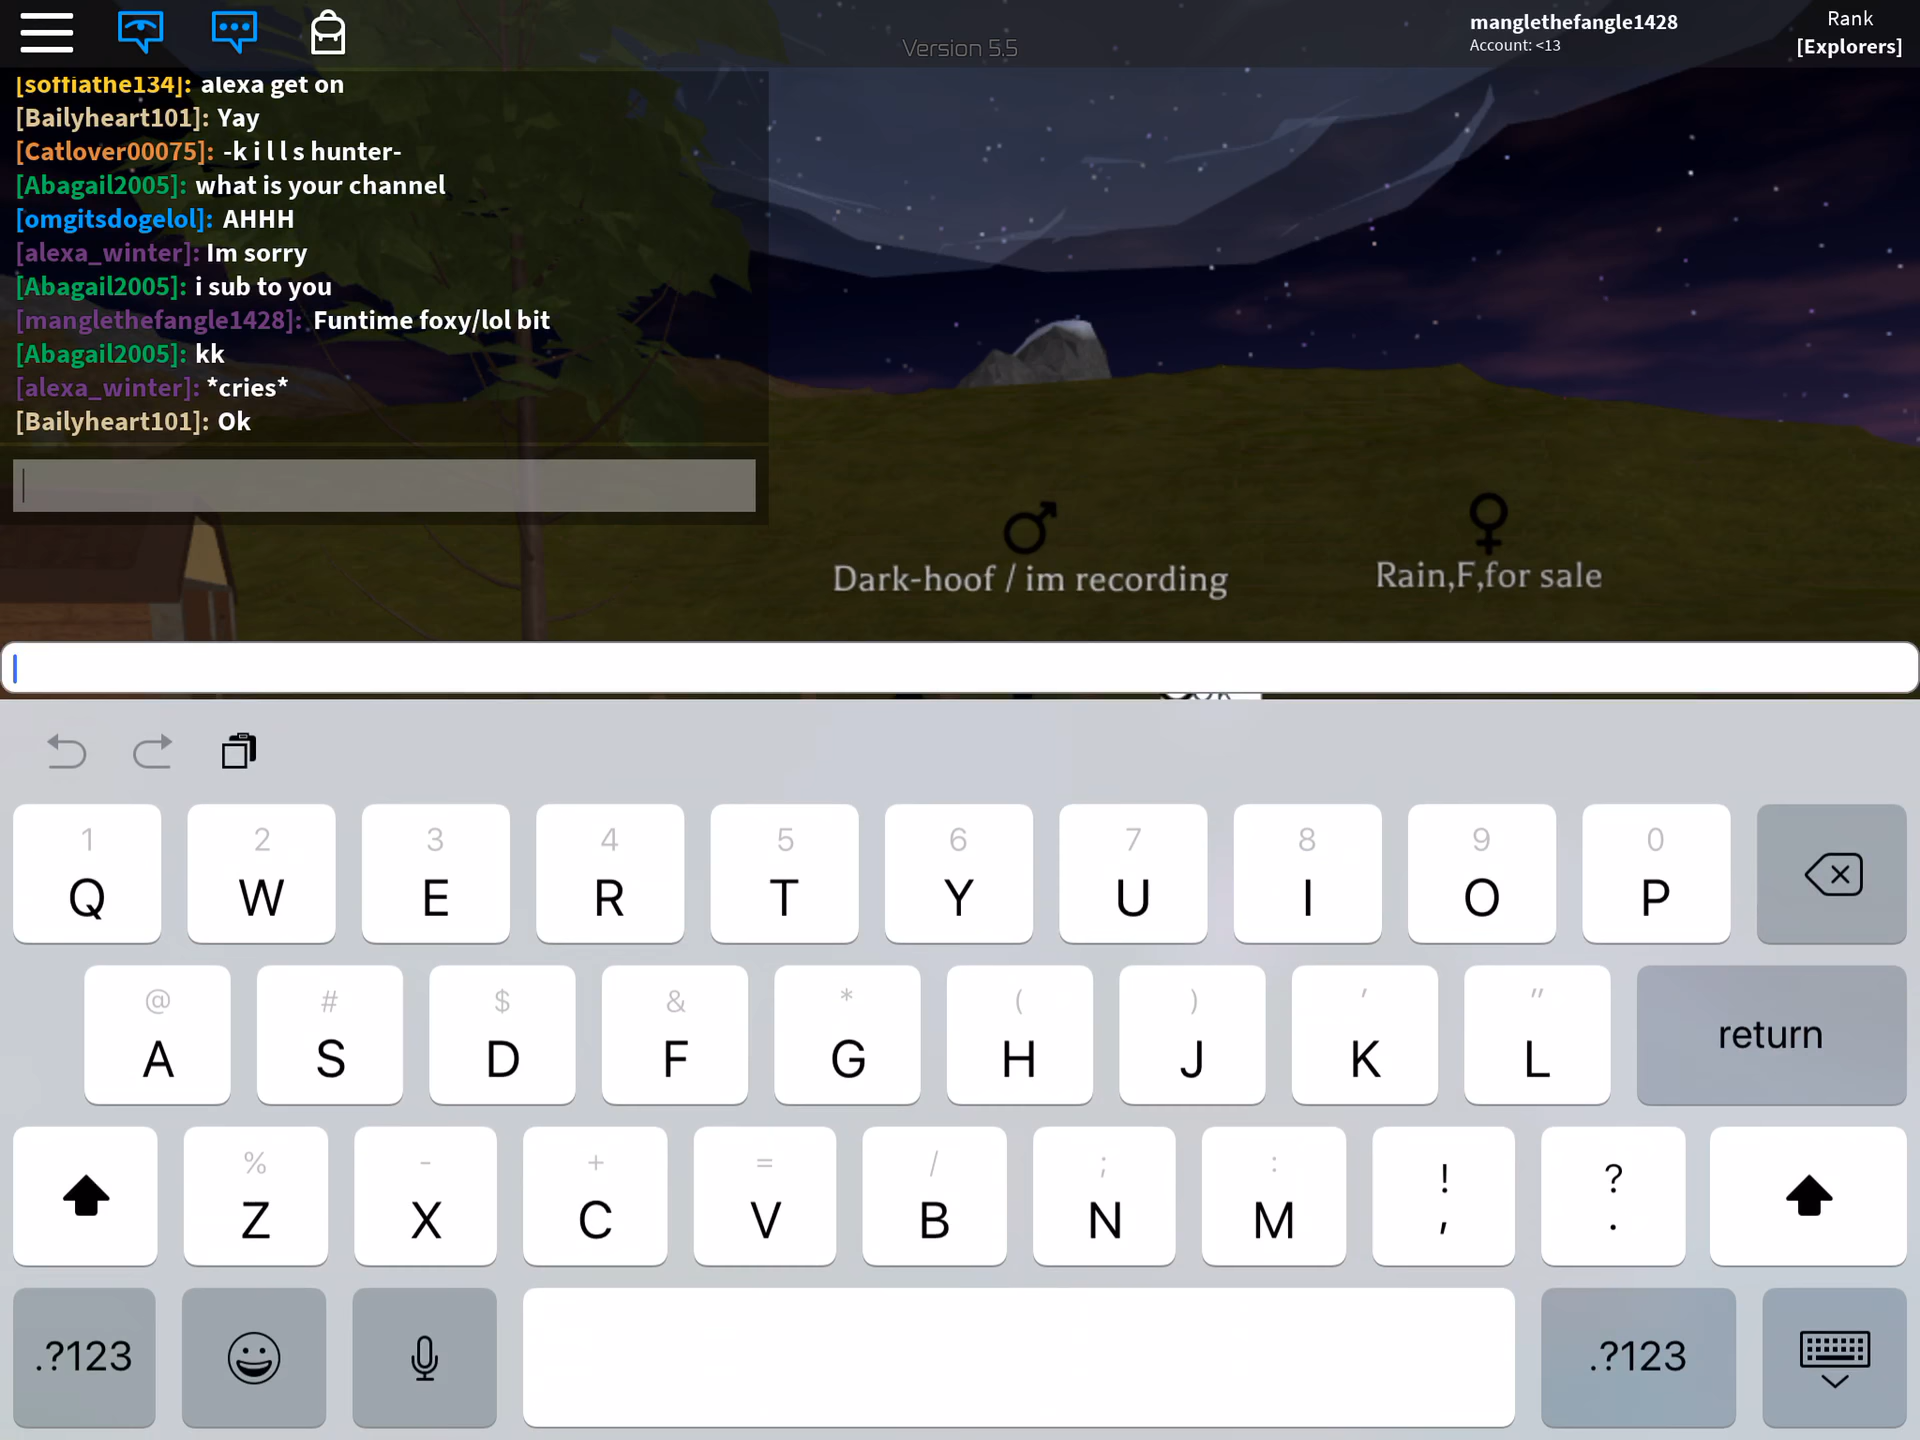 Version 5.5
manglethefangle1428
Account: <13
Rank
[Explorers]
[soffiathe134]: alexa get on
[Bailyheart101]: Yay
[Catlover00075]: -k i l l s hunter-
[Abagail2005]: what is your channel
[omgitsdogelol]: AHHH
[alexa_winter]: Im sorry
[Abagail2005]: i sub to you
[manglethefangle1428]: Funtime foxy/lol bit
[Abagail2005]: kk
[alexa_winter]: *cries*
[Bailyheart101]: Ok
Dark-hoof / im recording
Rain,F,for sale
1 2 3 4 5 6 7 8 9 0
Q W E R T Y U I O P
@ # $ & * ( ) ' "
A S D F G H J K L return
% - + = / ; : ! ?
Z X C V B N M , .
.?123 .?123